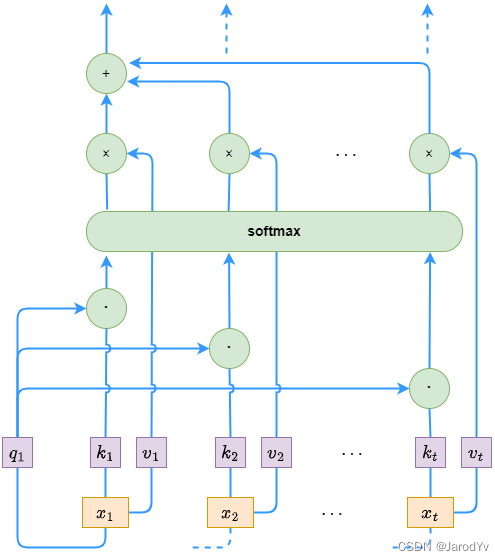 +
× × ... ×
softmax
·
·
·
q₁ k₁ v₁ k₂ v₂ ... kₜ vₜ
x₁ x₂ ... xₜ
CSDN @JarodYv